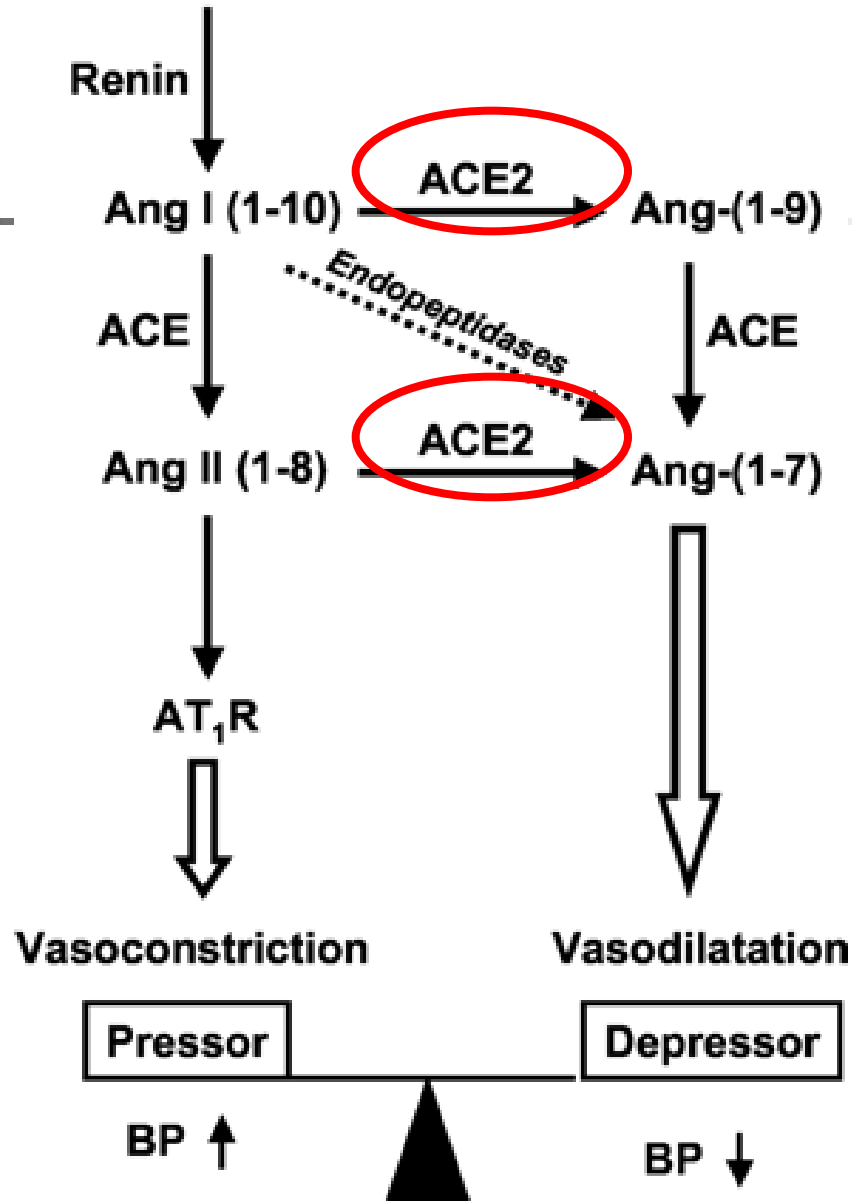 Renin
ACE2
Ang I (1-10)
Ang-(1-9)
Endopeptidases
ACE
ACE
ACE2
Ang II (1-8)
Ang-(1-7)
AT₁R
Vasoconstriction
Vasodilatation
Pressor
Depressor
BP ↑
BP ↓